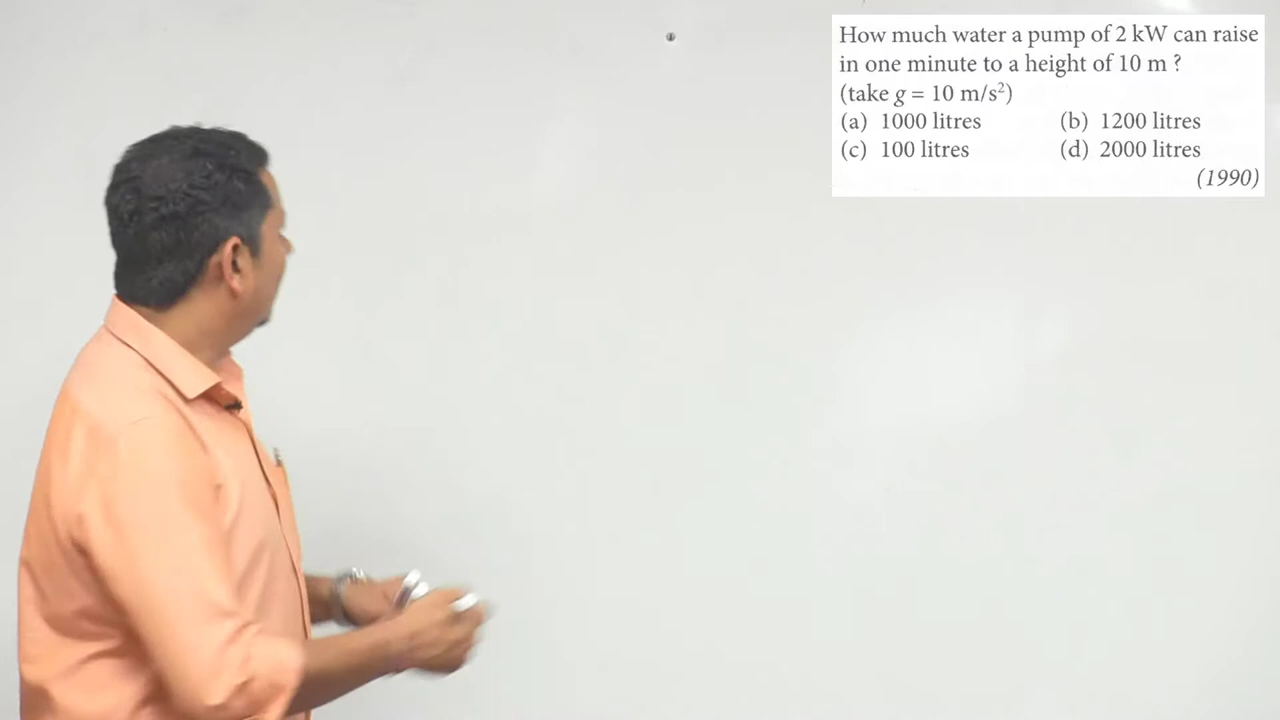 How much water a pump of 2 kW can raise
in one minute to a height of 10 m ?
(take g = 10 m/s²)
(a) 1000 litres (b) 1200 litres
(c) 100 litres (d) 2000 litres
(1990)